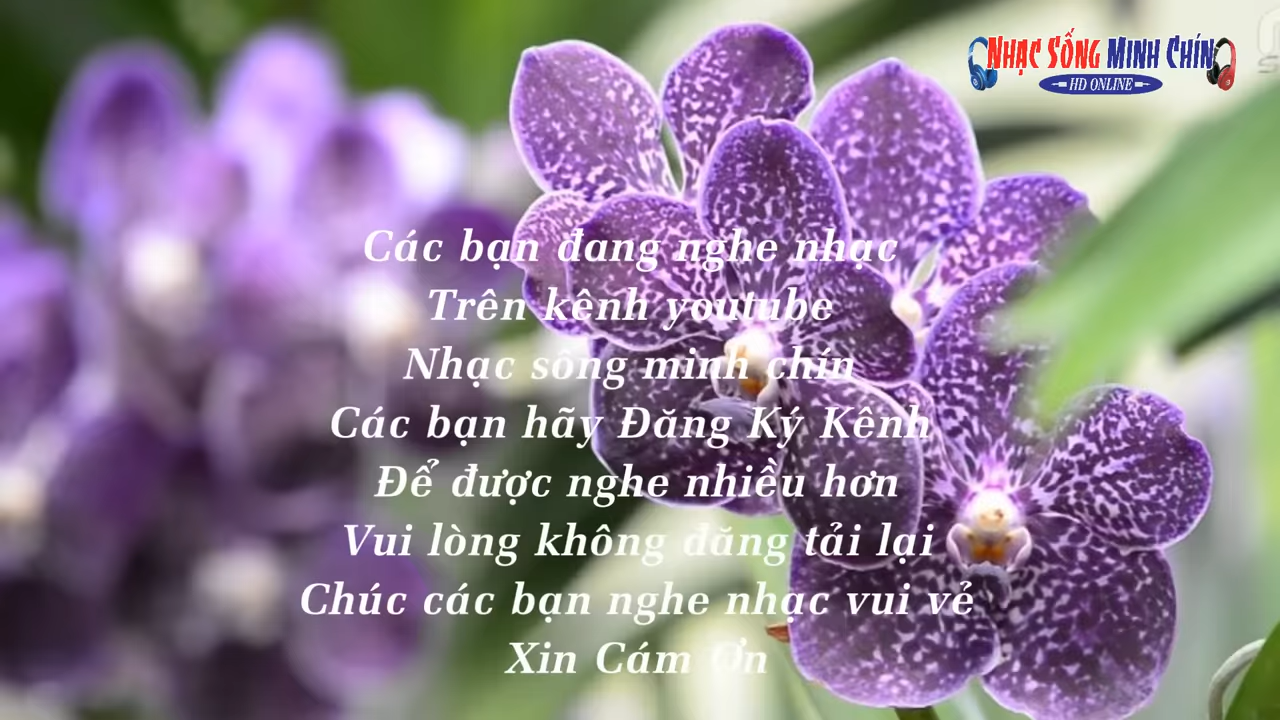 NHẠC SỐNG MINH CHÍN
HD ONLINE
Các bạn đang nghe nhạc
Trên kênh youtube
Nhạc sông minh chín
Các bạn hãy Đăng Ký Kênh
Để được nghe nhiều hơn
Vui lòng không đăng tải lại
Chúc các bạn nghe nhạc vui vẻ
Xin Cám Ơn